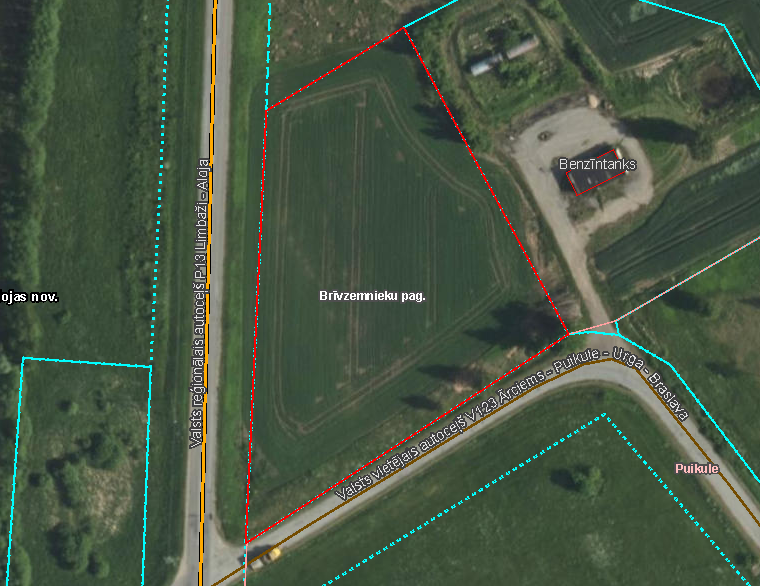 Benzīntanks
Valsts reģionālais autoceļš P13 Limbaži - Aloja
Brīvzemnieku pag.
ojas nov.
Valsts vietējais autoceļš V123 Ārciems - Puikule - Urga - Braslava
Puikule